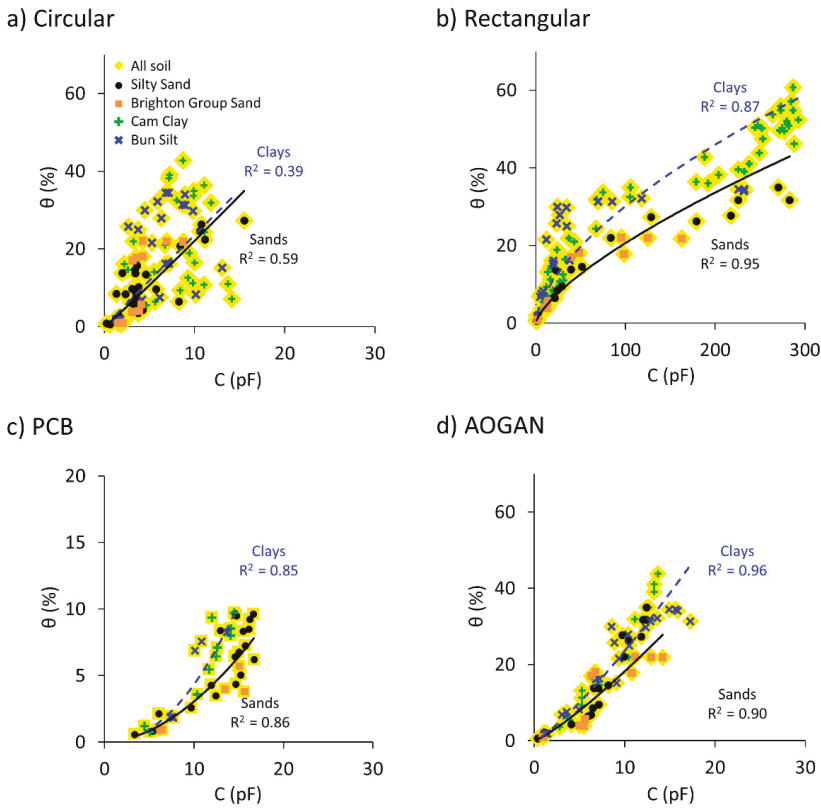 a) Circular
All soil
Silty Sand
Brighton Group Sand
Cam Clay
Bun Silt
60
40
20
0
θ (%)
Clays
R² = 0.39
Sands
R² = 0.59
0 10 20 30
C (pF)
b) Rectangular
60
40
20
0
θ (%)
Clays
R² = 0.87
Sands
R² = 0.95
0 100 200 300
C (pF)
c) PCB
20
15
10
5
0
θ (%)
Clays
R² = 0.85
Sands
R² = 0.86
0 10 20 30
C (pF)
d) AOGAN
60
40
20
0
θ (%)
Clays
R² = 0.96
Sands
R² = 0.90
0 10 20 30
C (pF)